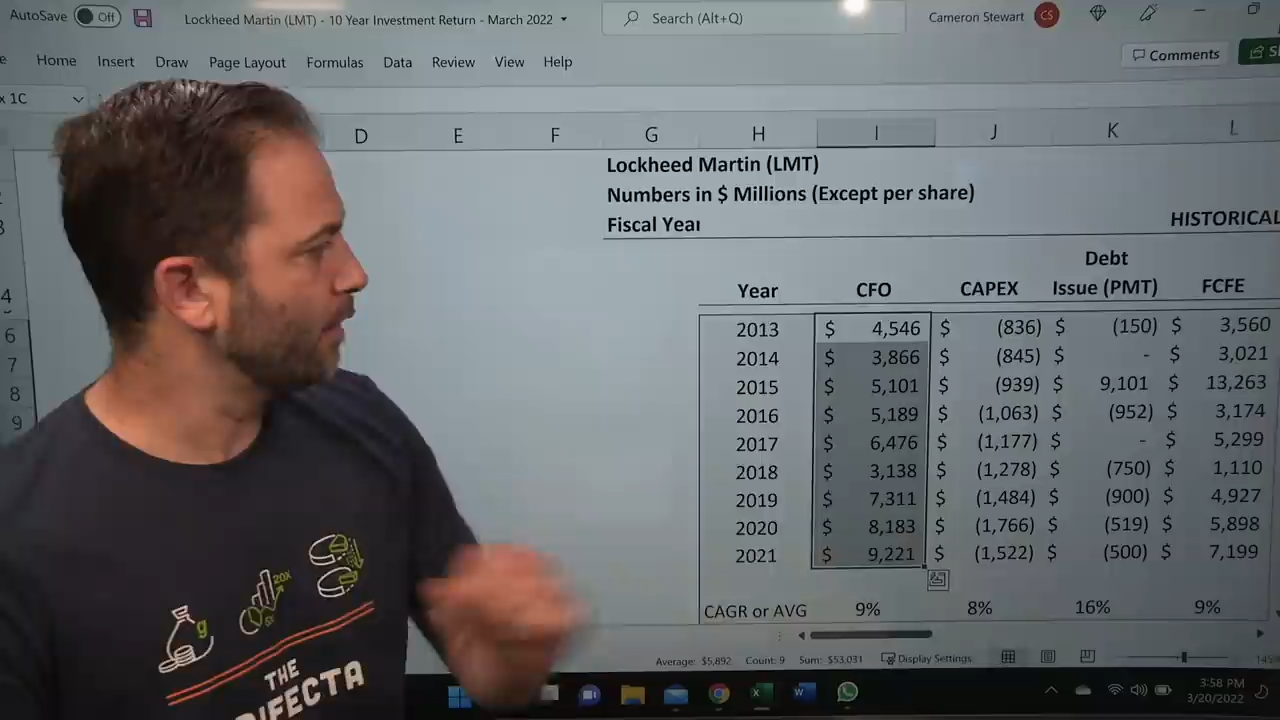 AutoSave Off Lockheed Martin (LMT) - 10 Year Investment Return - March 2022 Search (Alt+Q) Cameron Stewart CS
Home Insert Draw Page Layout Formulas Data Review View Help Comments
x 1C
D E F G H I J K L
Lockheed Martin (LMT)
Numbers in $ Millions (Except per share)
Fiscal Year HISTORICAL
Debt
Year CFO CAPEX Issue (PMT) FCFE
4
6 2013 $ 4,546 $ (836) $ (150) $ 3,560
7 2014 $ 3,866 $ (845) $ - $ 3,021
8 2015 $ 5,101 $ (939) $ 9,101 $ 13,263
9 2016 $ 5,189 $ (1,063) $ (952) $ 3,174
2017 $ 6,476 $ (1,177) $ - $ 5,299
2018 $ 3,138 $ (1,278) $ (750) $ 1,110
2019 $ 7,311 $ (1,484) $ (900) $ 4,927
2020 $ 8,183 $ (1,766) $ (519) $ 5,898
2021 $ 9,221 $ (1,522) $ (500) $ 7,199
CAGR or AVG 9% 8% 16% 9%
Average: $5,892 Count: 9 Sum: $53,031 Display Settings
3:58 PM
3/20/2022
20X
g
THE